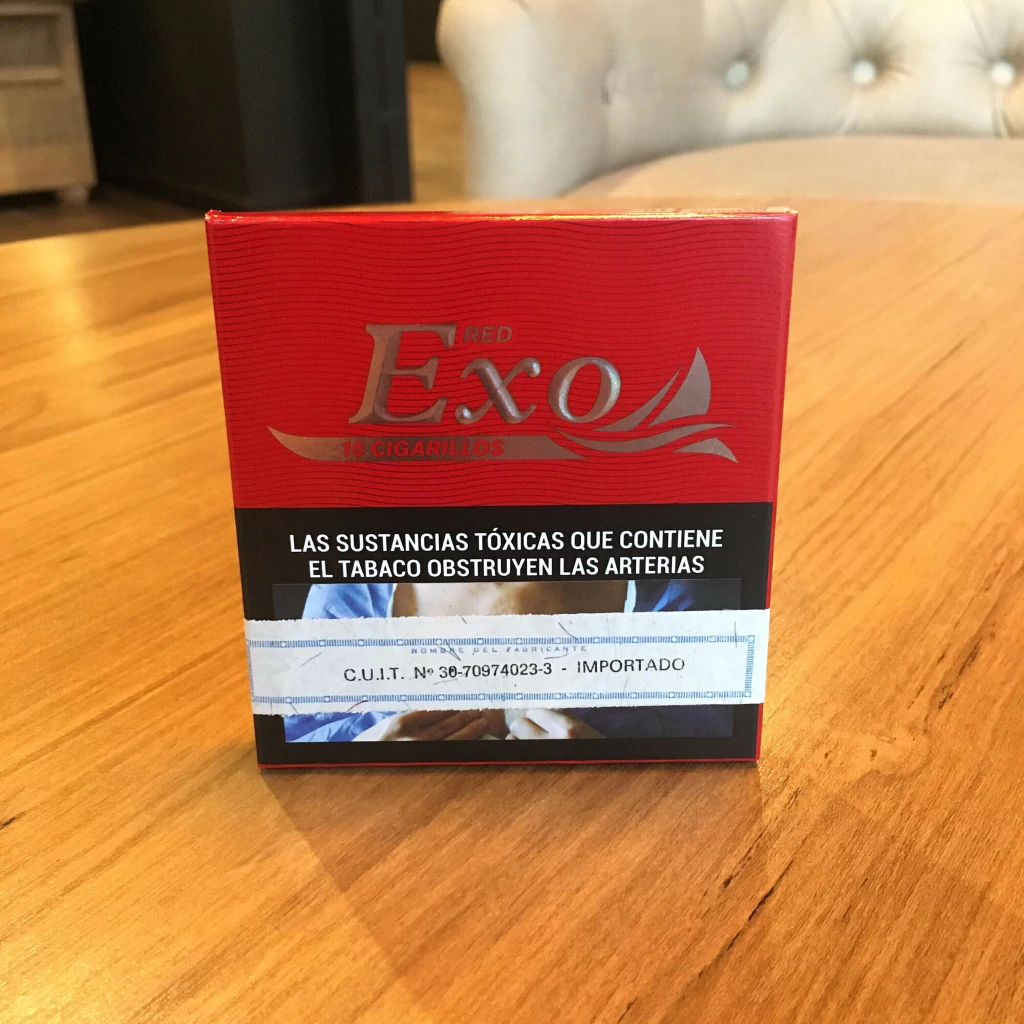 RED
Exo
10 CIGARILLOS
LAS SUSTANCIAS TÓXICAS QUE CONTIENE
EL TABACO OBSTRUYEN LAS ARTERIAS
NOMBRE DEL FABRICANTE
C.U.I.T. Nº 30-70974023-3 - IMPORTADO